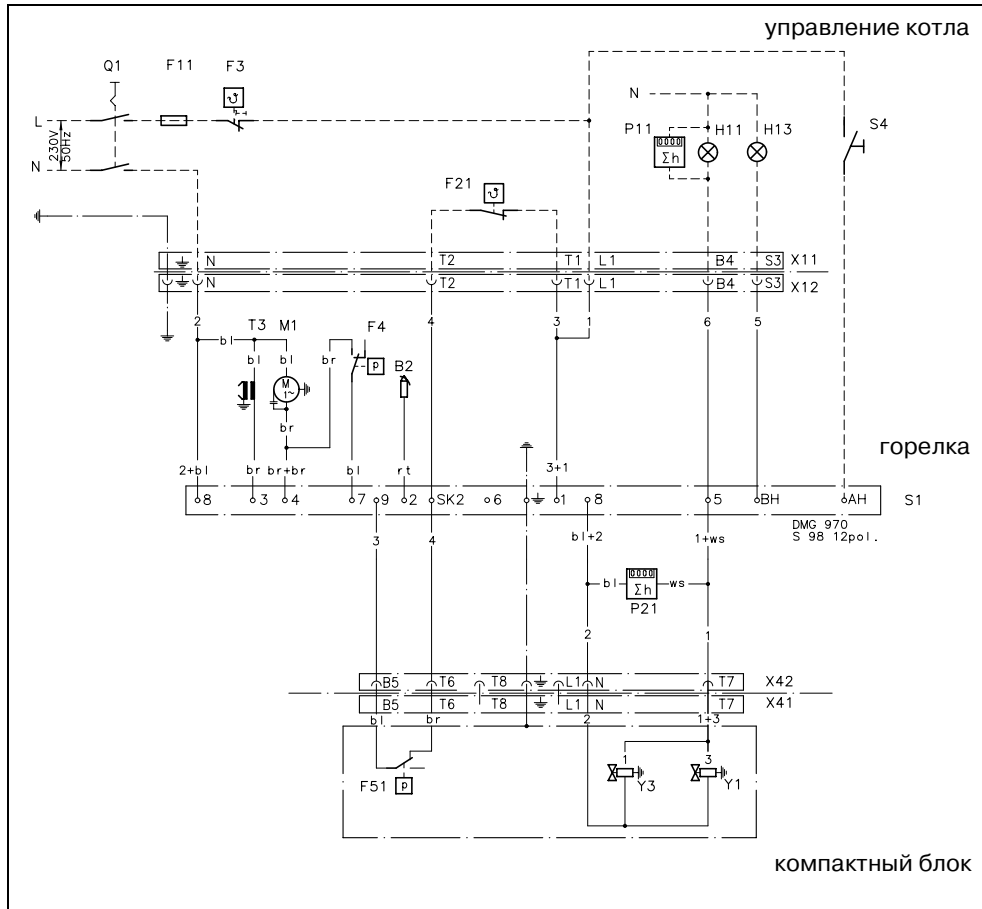 управление котла
Q1 F11 F3
L
230V
50Hz
N
N
P11 H11 H13 S4
0000
Σh
F21
ϑ
ϑ
N T2 T1 L1 B4 S3 X11
N T2 T1 L1 B4 S3 X12
2 4 3 1 6 5
T3 M1 F4
bl bl bl br B2
M
1~
p
br
горелка
2+bl br br+br bl rt 3+1
8 3 4 7 9 2 SK2 6 1 8 5 BH AH S1
DMG 970
S 98 12pol.
3 4 bl+2 1+ws
bl 0000 ws
Σh
P21
2 1
B5 T6 T8 L1 N T7 X42
B5 T6 T8 L1 N T7 X41
bl br 2 1+3
1 3
F51 p Y3 Y1
компактный блок